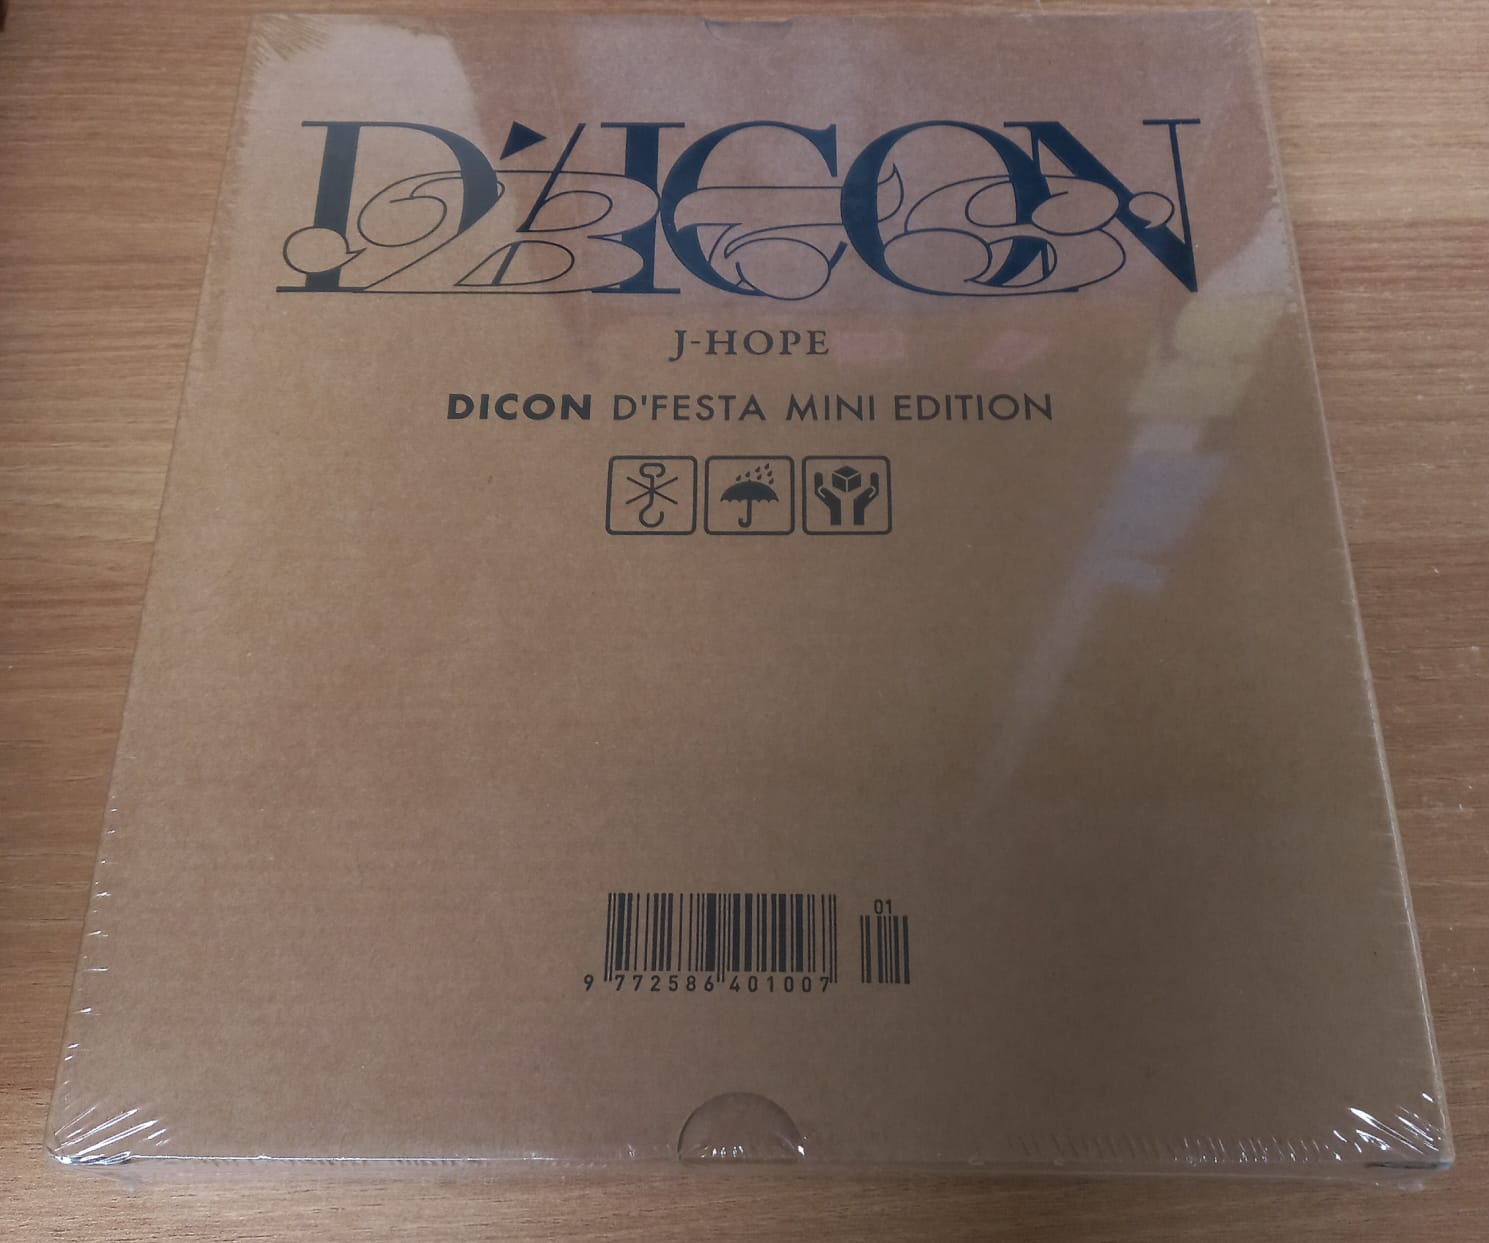 D'ICON
J-HOPE
DICON D'FESTA MINI EDITION
01
9 772586 401007